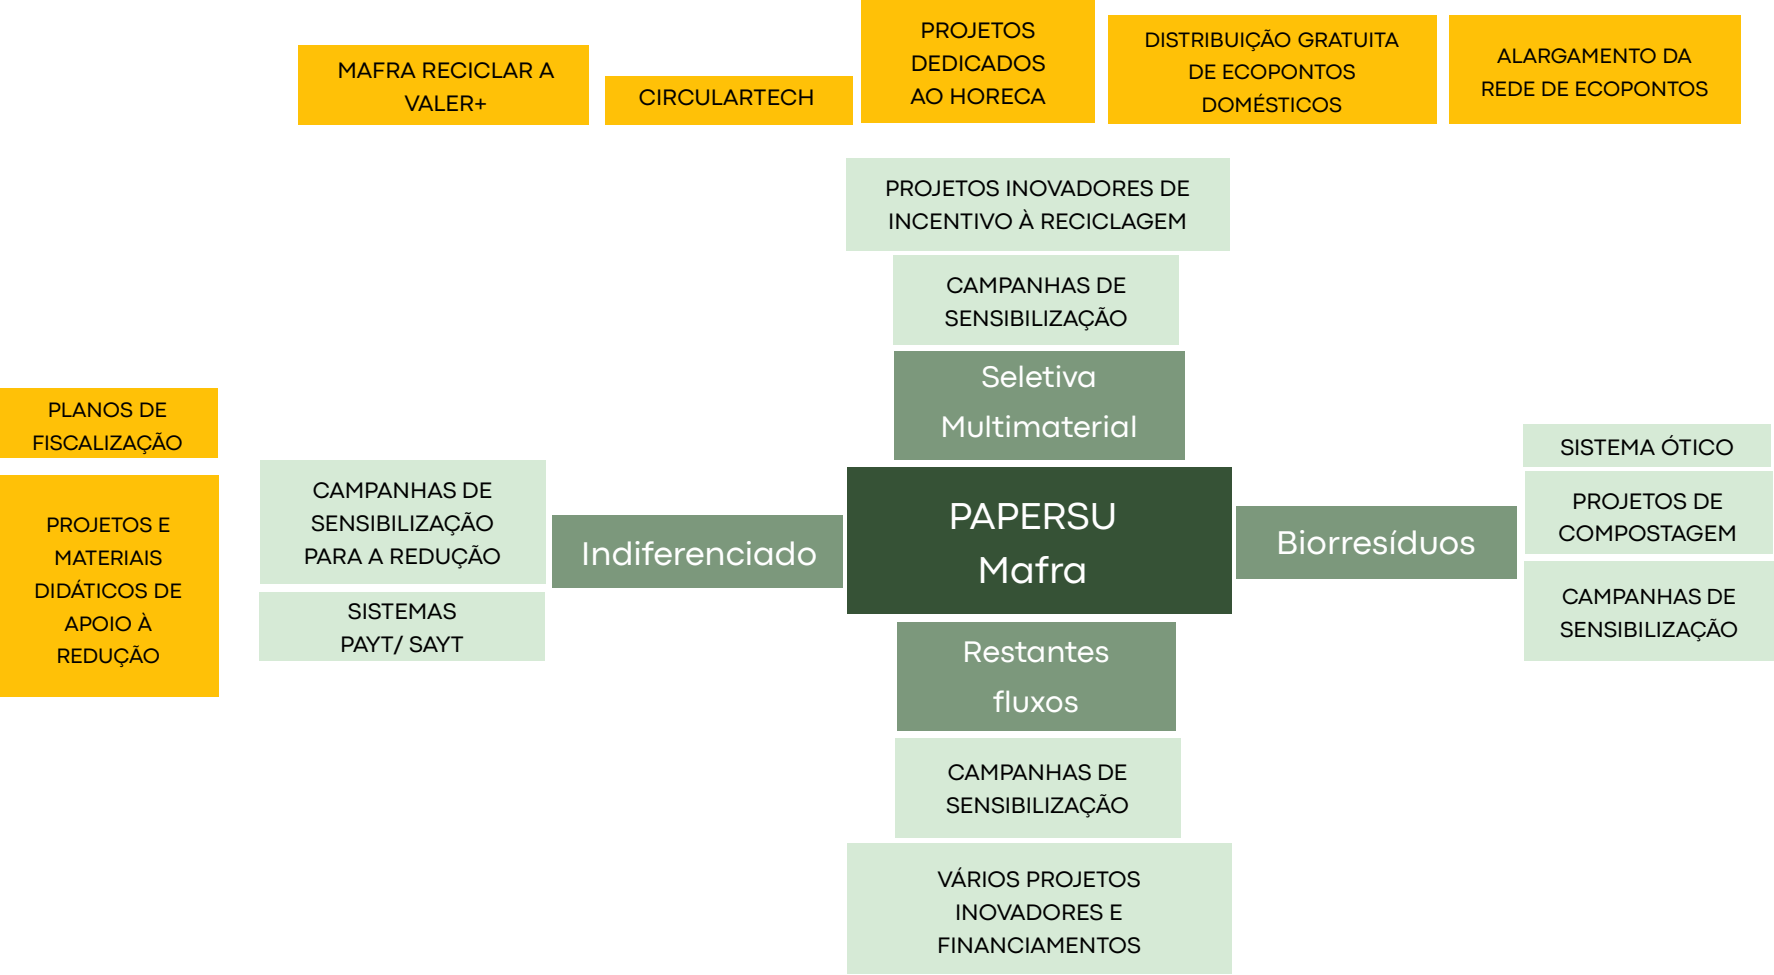 MAFRA RECICLAR A
VALER+
CIRCULARTECH
PROJETOS
DEDICADOS
AO HORECA
DISTRIBUIÇÃO GRATUITA
DE ECOPONTOS
DOMÉSTICOS
ALARGAMENTO DA
REDE DE ECOPONTOS
PROJETOS INOVADORES DE
INCENTIVO À RECICLAGEM
CAMPANHAS DE
SENSIBILIZAÇÃO
Seletiva
Multimaterial
PLANOS DE
FISCALIZAÇÃO
PROJETOS E
MATERIAIS
DIDÁTICOS DE
APOIO À
REDUÇÃO
CAMPANHAS DE
SENSIBILIZAÇÃO
PARA A REDUÇÃO
SISTEMAS
PAYT/ SAYT
Indiferenciado
PAPERSU
Mafra
Biorresíduos
SISTEMA ÓTICO
PROJETOS DE
COMPOSTAGEM
CAMPANHAS DE
SENSIBILIZAÇÃO
Restantes
fluxos
CAMPANHAS DE
SENSIBILIZAÇÃO
VÁRIOS PROJETOS
INOVADORES E
FINANCIAMENTOS